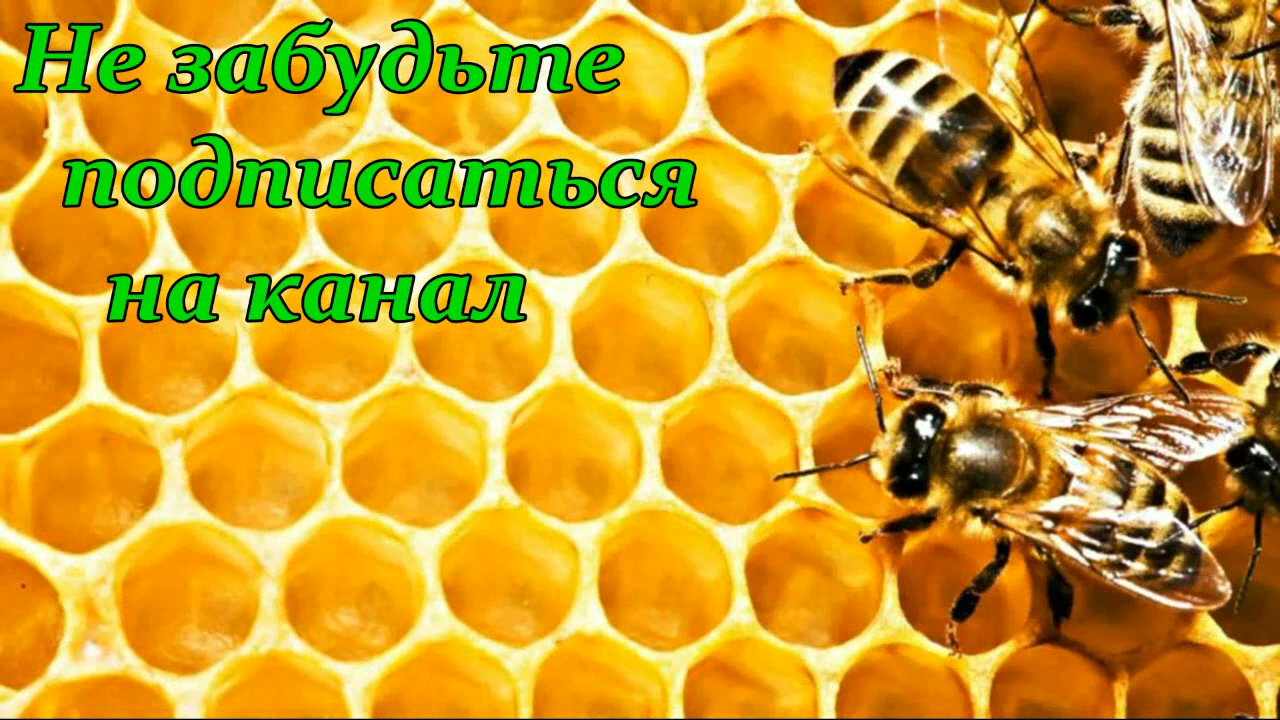 Не забудьте
подписаться
на канал